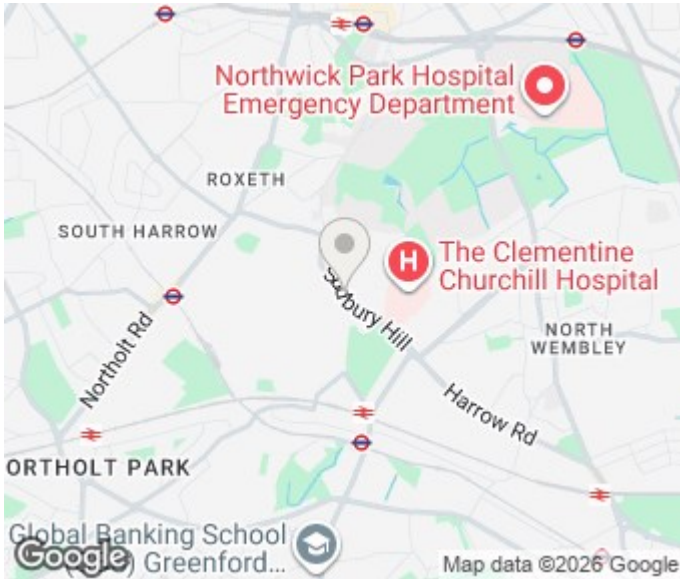 Northwick Park Hospital
Emergency Department
ROXETH
SOUTH HARROW
H
The Clementine
Churchill Hospital
Sudbury Hill
Northolt Rd
NORTH
WEMBLEY
Harrow Rd
ORTHOLT PARK
Global Banking School
Greenford...
Google
Map data ©2026 Google